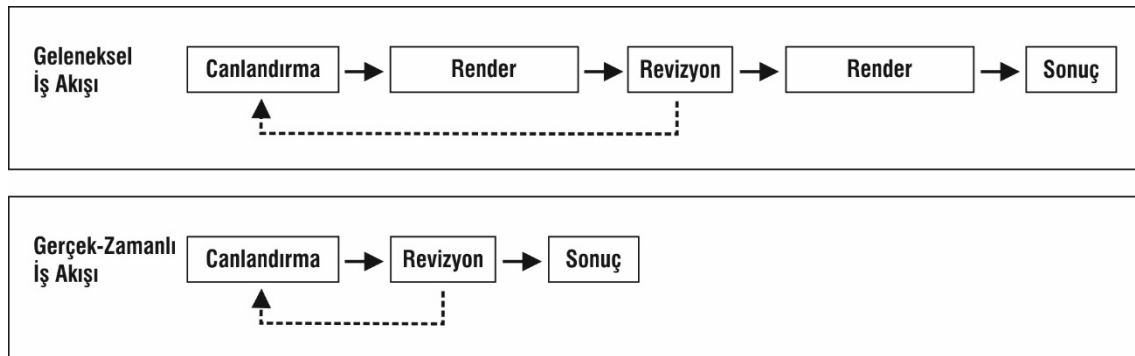 Geleneksel
İş Akışı
Canlandırma
Render
Revizyon
Render
Sonuç
Gerçek-Zamanlı
İş Akışı
Canlandırma
Revizyon
Sonuç